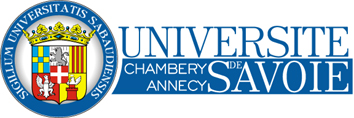 SIGILLUM UNIVERSITATIS SABAUDIENSIS
UNIVERSITE
CHAMBERY DE SAVOIE
ANNECY